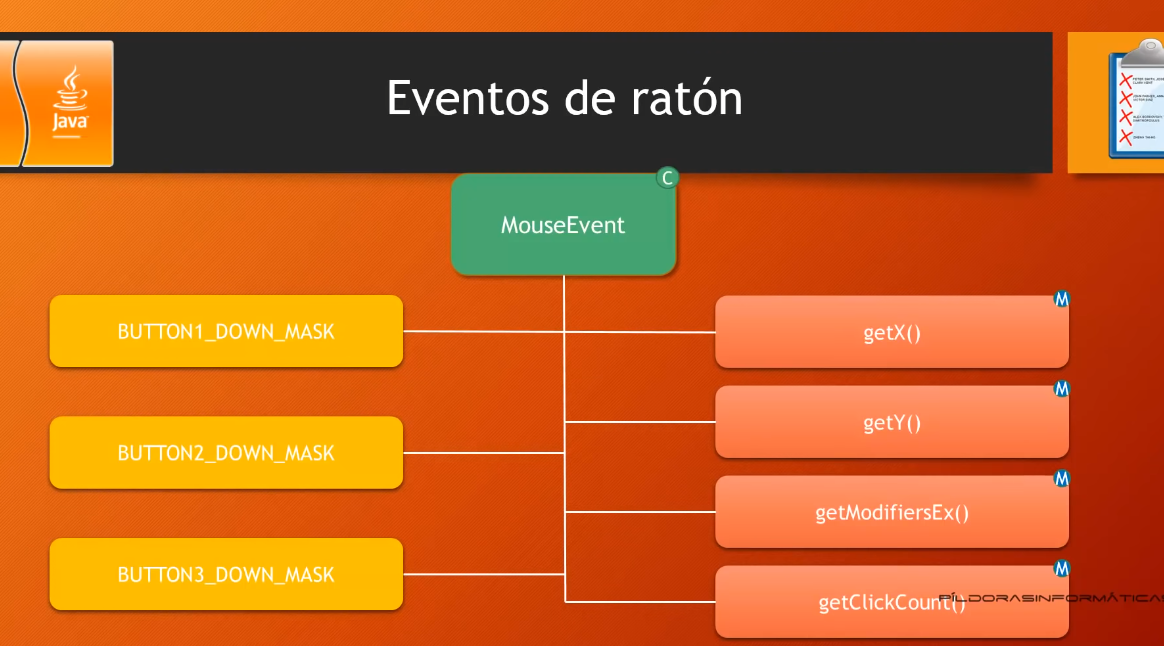 Eventos de ratón
Java
C
MouseEvent
BUTTON1_DOWN_MASK
M
getX()
M
getY()
BUTTON2_DOWN_MASK
M
getModifiersEx()
BUTTON3_DOWN_MASK
M
getClickCount()
PÍLDORASINFORMÁTICAS